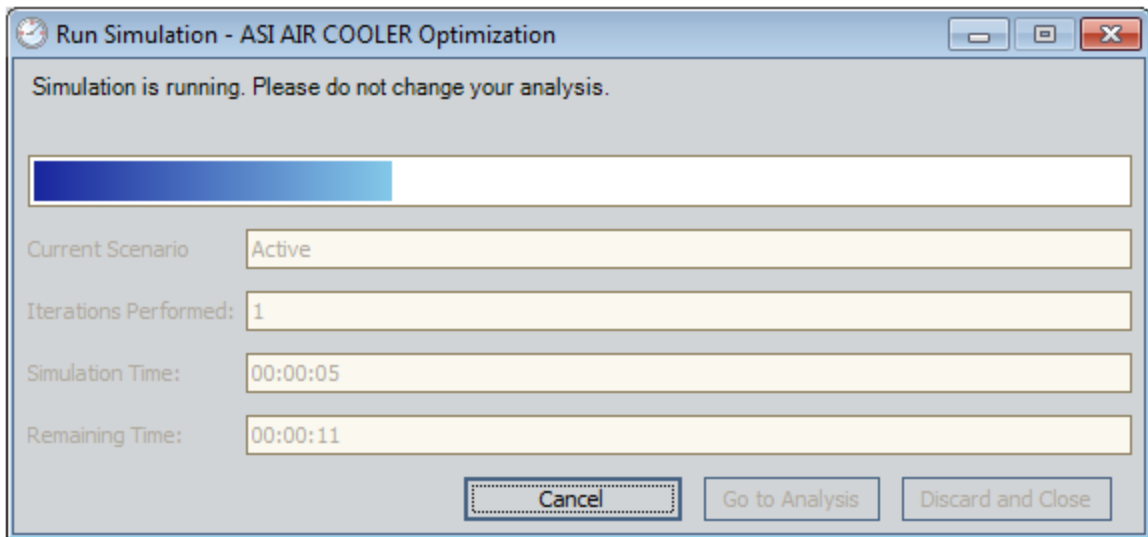 Run Simulation - ASI AIR COOLER Optimization
Simulation is running. Please do not change your analysis.
Current Scenario Active
Iterations Performed: 1
Simulation Time: 00:00:05
Remaining Time: 00:00:11
Cancel Go to Analysis Discard and Close